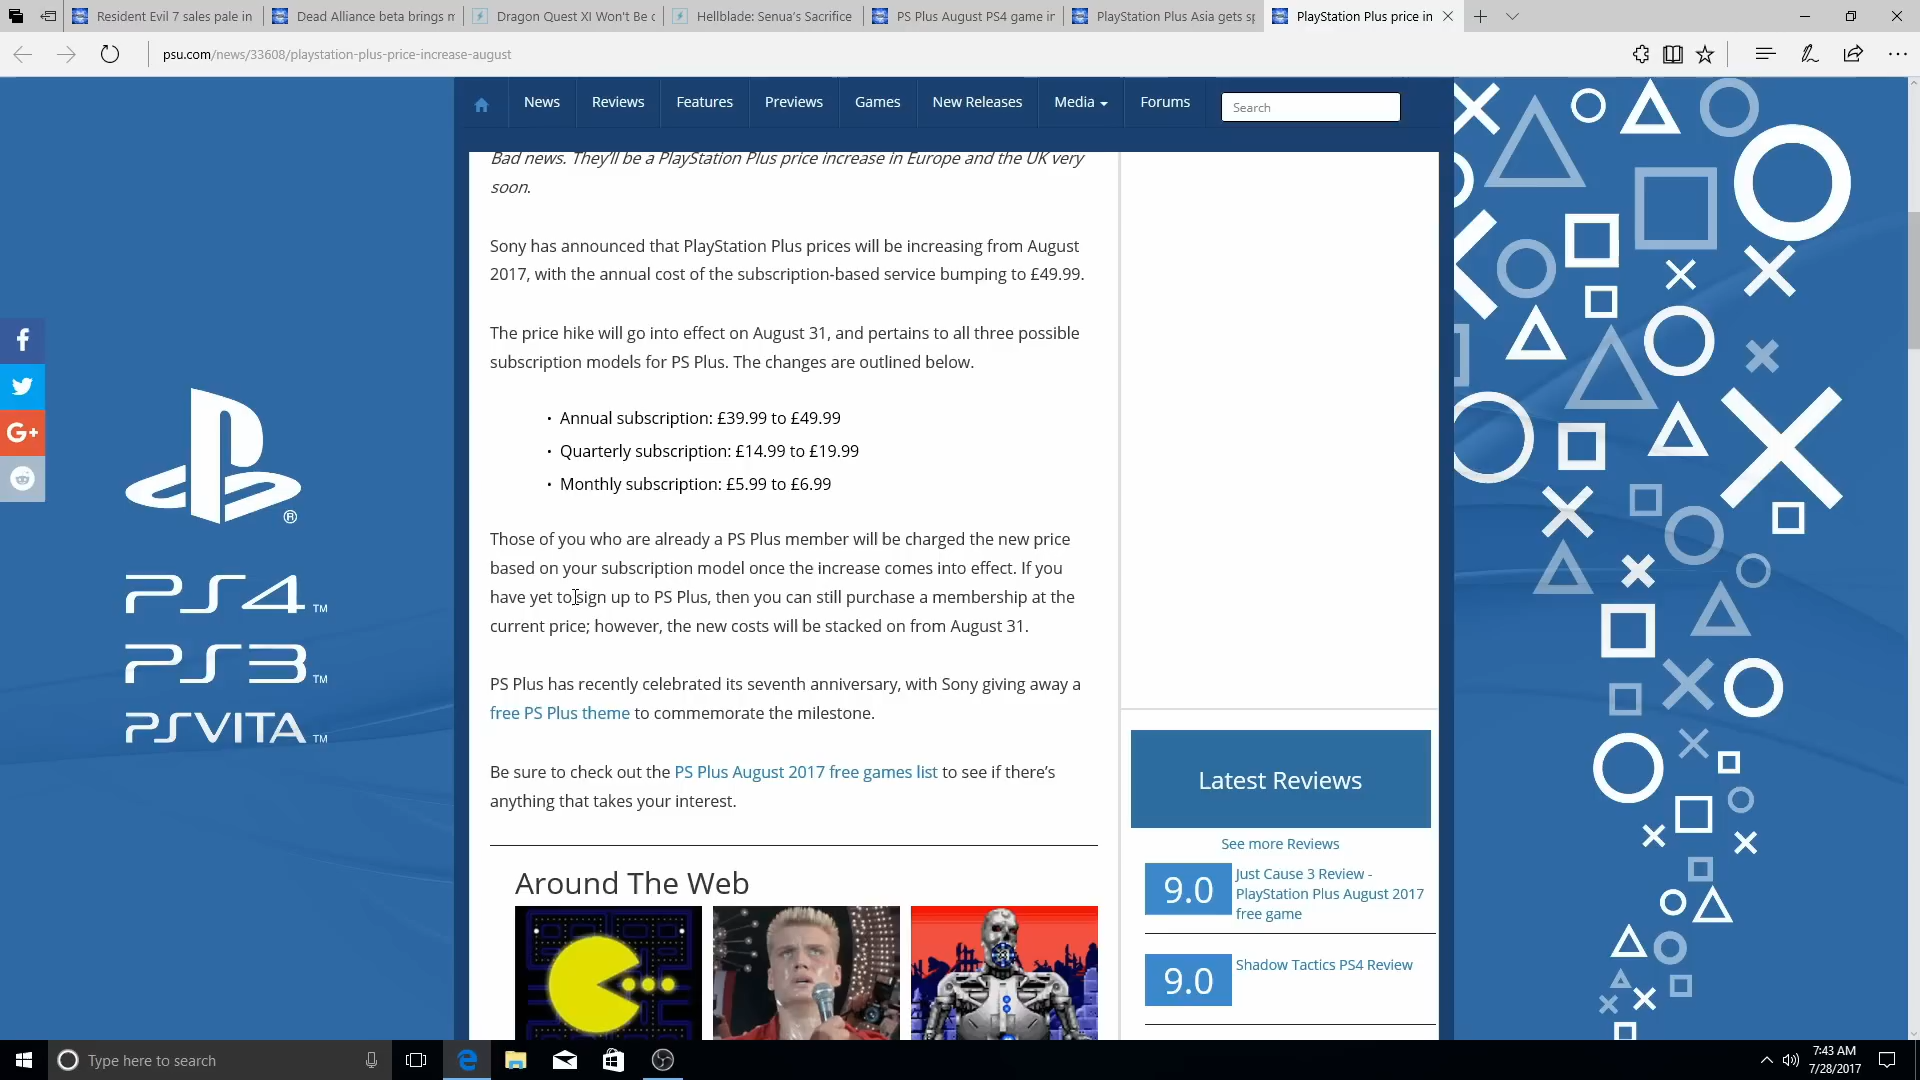 Resident Evil 7 sales pale in
Dead Alliance beta brings m
Dragon Quest XI Won't Be
Hellblade: Senua's Sacrifice
PS Plus August PS4 game in
PlayStation Plus Asia gets sp
PlayStation Plus price in
psu.com/news/33608/playstation-plus-price-increase-august
News
Reviews
Features
Previews
Games
New Releases
Media
Forums
Search
Bad news. They'll be a PlayStation Plus price increase in Europe and the UK very
soon.
Sony has announced that PlayStation Plus prices will be increasing from August
2017, with the annual cost of the subscription-based service bumping to £49.99.
The price hike will go into effect on August 31, and pertains to all three possible
subscription models for PS Plus. The changes are outlined below.
• Annual subscription: £39.99 to £49.99
• Quarterly subscription: £14.99 to £19.99
• Monthly subscription: £5.99 to £6.99
Those of you who are already a PS Plus member will be charged the new price
based on your subscription model once the increase comes into effect. If you
have yet to sign up to PS Plus, then you can still purchase a membership at the
current price; however, the new costs will be stacked on from August 31.
PS Plus has recently celebrated its seventh anniversary, with Sony giving away a
free PS Plus theme to commemorate the milestone.
Be sure to check out the PS Plus August 2017 free games list to see if there's
anything that takes your interest.
Around The Web
Latest Reviews
See more Reviews
9.0
Just Cause 3 Review -
PlayStation Plus August 2017
free game
9.0
Shadow Tactics PS4 Review
f
G+
®
PS4™
PS3™
PSVITA™
Type here to search
7:43 AM
7/28/2017